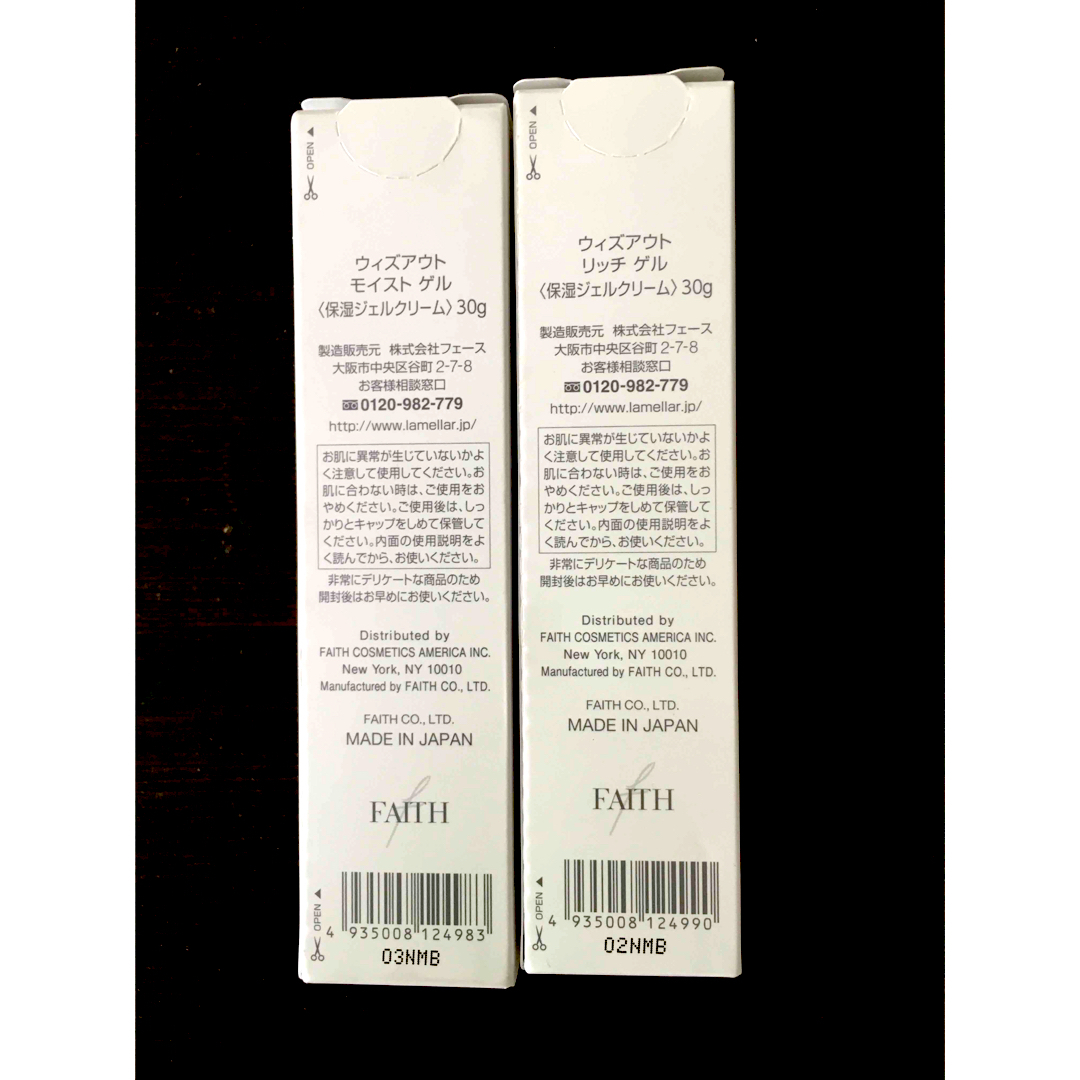 OPEN
ウィズアウト
モイスト ゲル
〈保湿ジェルクリーム〉30g
製造販売元 株式会社フェース
大阪市中央区谷町2-7-8
お客様相談窓口
0120-982-779
http://www.lamellar.jp/
お肌に異常が生じていないかよ
く注意して使用してください。お
肌に合わない時は、ご使用をお
やめください。ご使用後は、しっ
かりとキャップをしめて保管して
ください。内面の使用説明をよ
く読んでから、お使いください。
非常にデリケートな商品のため
開封後はお早めにお使いください。
Distributed by
FAITH COSMETICS AMERICA INC.
New York, NY 10010
Manufactured by FAITH CO., LTD.
FAITH CO., LTD.
MADE IN JAPAN
FAITH
OPEN
4 935008 124983
03NMB
OPEN
ウィズアウト
リッチ ゲル
〈保湿ジェルクリーム〉30g
製造販売元 株式会社フェース
大阪市中央区谷町2-7-8
お客様相談窓口
0120-982-779
http://www.lamellar.jp/
お肌に異常が生じていないかよ
く注意して使用してください。お
肌に合わない時は、ご使用をお
やめください。ご使用後は、しっ
かりとキャップをしめて保管して
ください。内面の使用説明をよ
く読んでから、お使いください。
非常にデリケートな商品のため
開封後はお早めにお使いください。
Distributed by
FAITH COSMETICS AMERICA INC.
New York, NY 10010
Manufactured by FAITH CO., LTD.
FAITH CO., LTD.
MADE IN JAPAN
FAITH
OPEN
4 935008 124990
02NMB